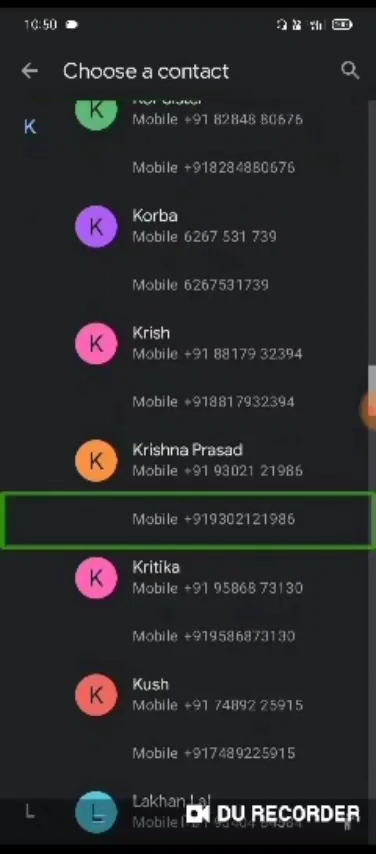 10:50
Choose a contact
K
K
Mobile +91 82848 80676
Mobile +918284880676
K
Korba
Mobile 6267 531 739
Mobile 6267531739
K
Krish
Mobile +91 88179 32394
Mobile +918817932394
K
Krishna Prasad
Mobile +91 93021 21986
Mobile +919302121986
K
Kritika
Mobile +91 95868 73130
Mobile +919586873130
K
Kush
Mobile +91 74892 25915
Mobile +917489225915
L
L
Lakhan Lal
Mobile
DU RECORDER